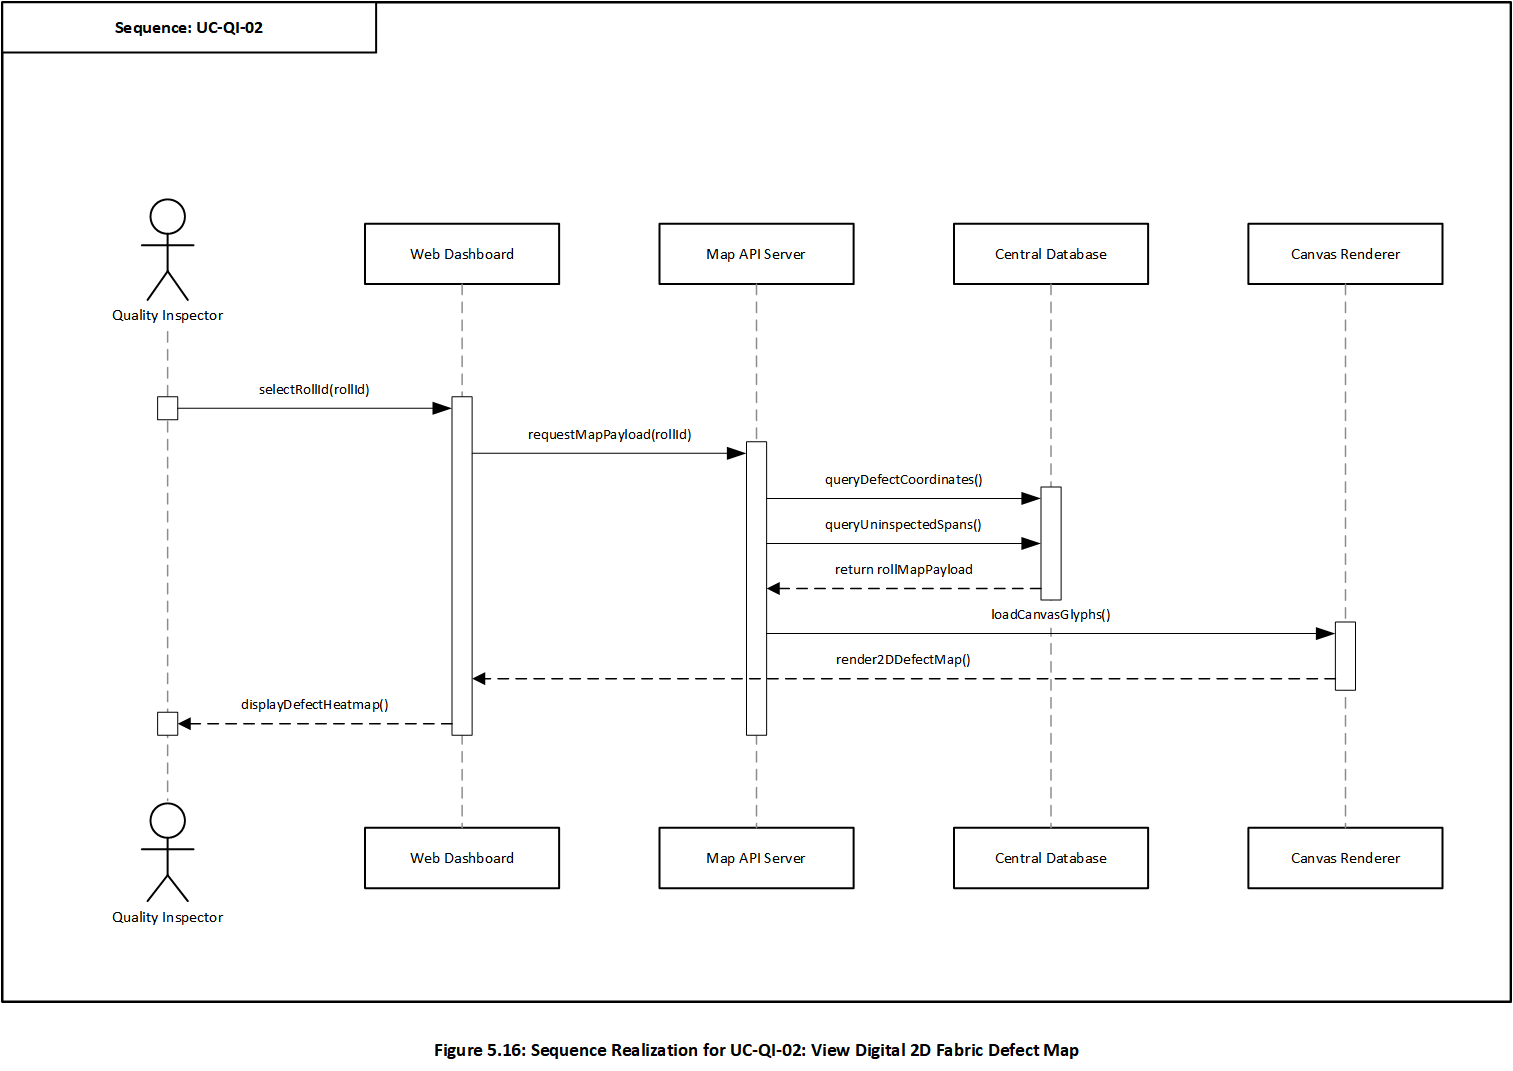 Sequence: UC-QI-02
Quality Inspector
Web Dashboard
Map API Server
Central Database
Canvas Renderer
selectRollId(rollId)
requestMapPayload(rollId)
queryDefectCoordinates()
queryUninspectedSpans()
return rollMapPayload
loadCanvasGlyphs()
render2DDefectMap()
displayDefectHeatmap()
Web Dashboard
Map API Server
Central Database
Canvas Renderer
Quality Inspector
Figure 5.16: Sequence Realization for UC-QI-02: View Digital 2D Fabric Defect Map